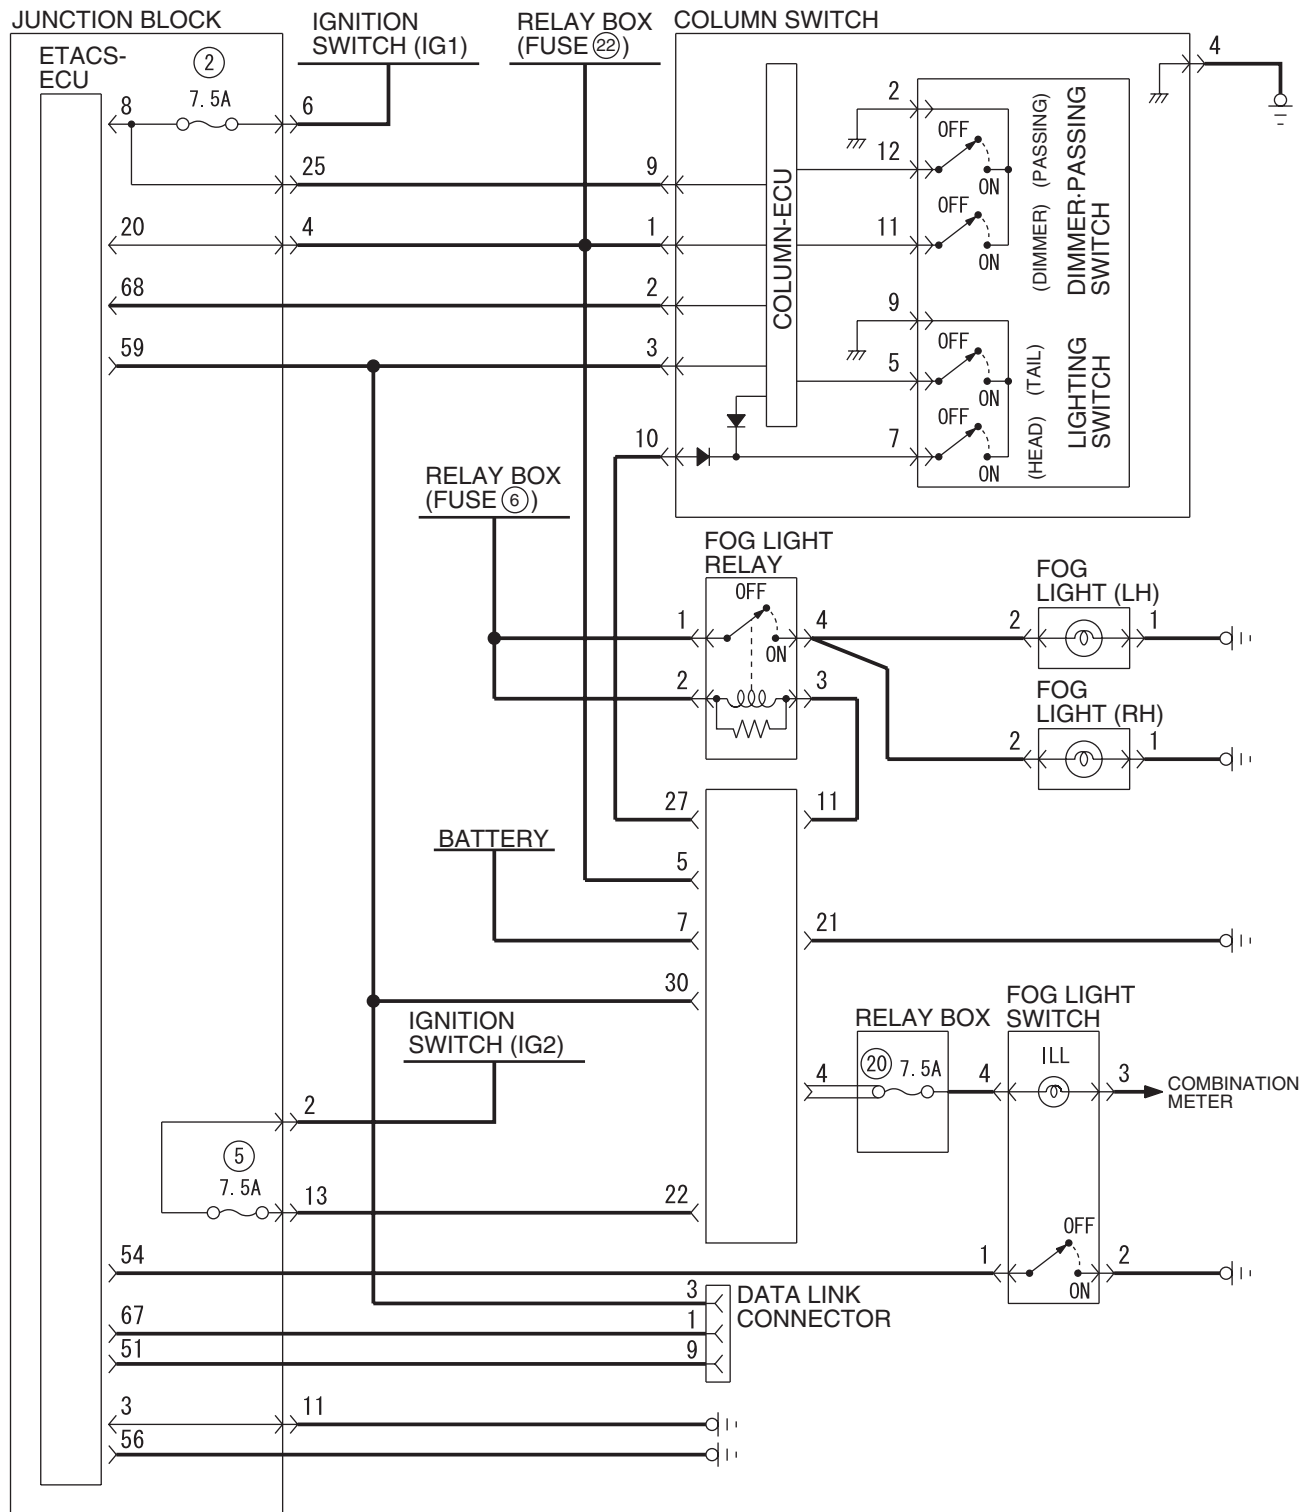 JUNCTION BLOCK
IGNITION
SWITCH (IG1)
RELAY BOX
(FUSE 22)
COLUMN SWITCH
ETACS-
ECU
2
7.5A
8
6
4
25
9
20
4
1
68
2
59
3
10
COLUMN-ECU
2
12
11
9
5
7
OFF
ON
OFF
ON
OFF
ON
OFF
ON
(PASSING)
(DIMMER)
DIMMER·PASSING
SWITCH
(TAIL)
(HEAD)
LIGHTING
SWITCH
RELAY BOX
(FUSE 6)
FOG LIGHT
RELAY
OFF
ON
1
4
2
3
FOG
LIGHT (LH)
2
1
FOG
LIGHT (RH)
2
1
27
11
BATTERY
5
7
21
30
IGNITION
SWITCH (IG2)
RELAY BOX
FOG LIGHT
SWITCH
4
20
7.5A
4
ILL
3
COMBINATION
METER
2
5
7.5A
13
22
54
1
OFF
ON
2
3
DATA LINK
CONNECTOR
67
1
51
9
3
11
56